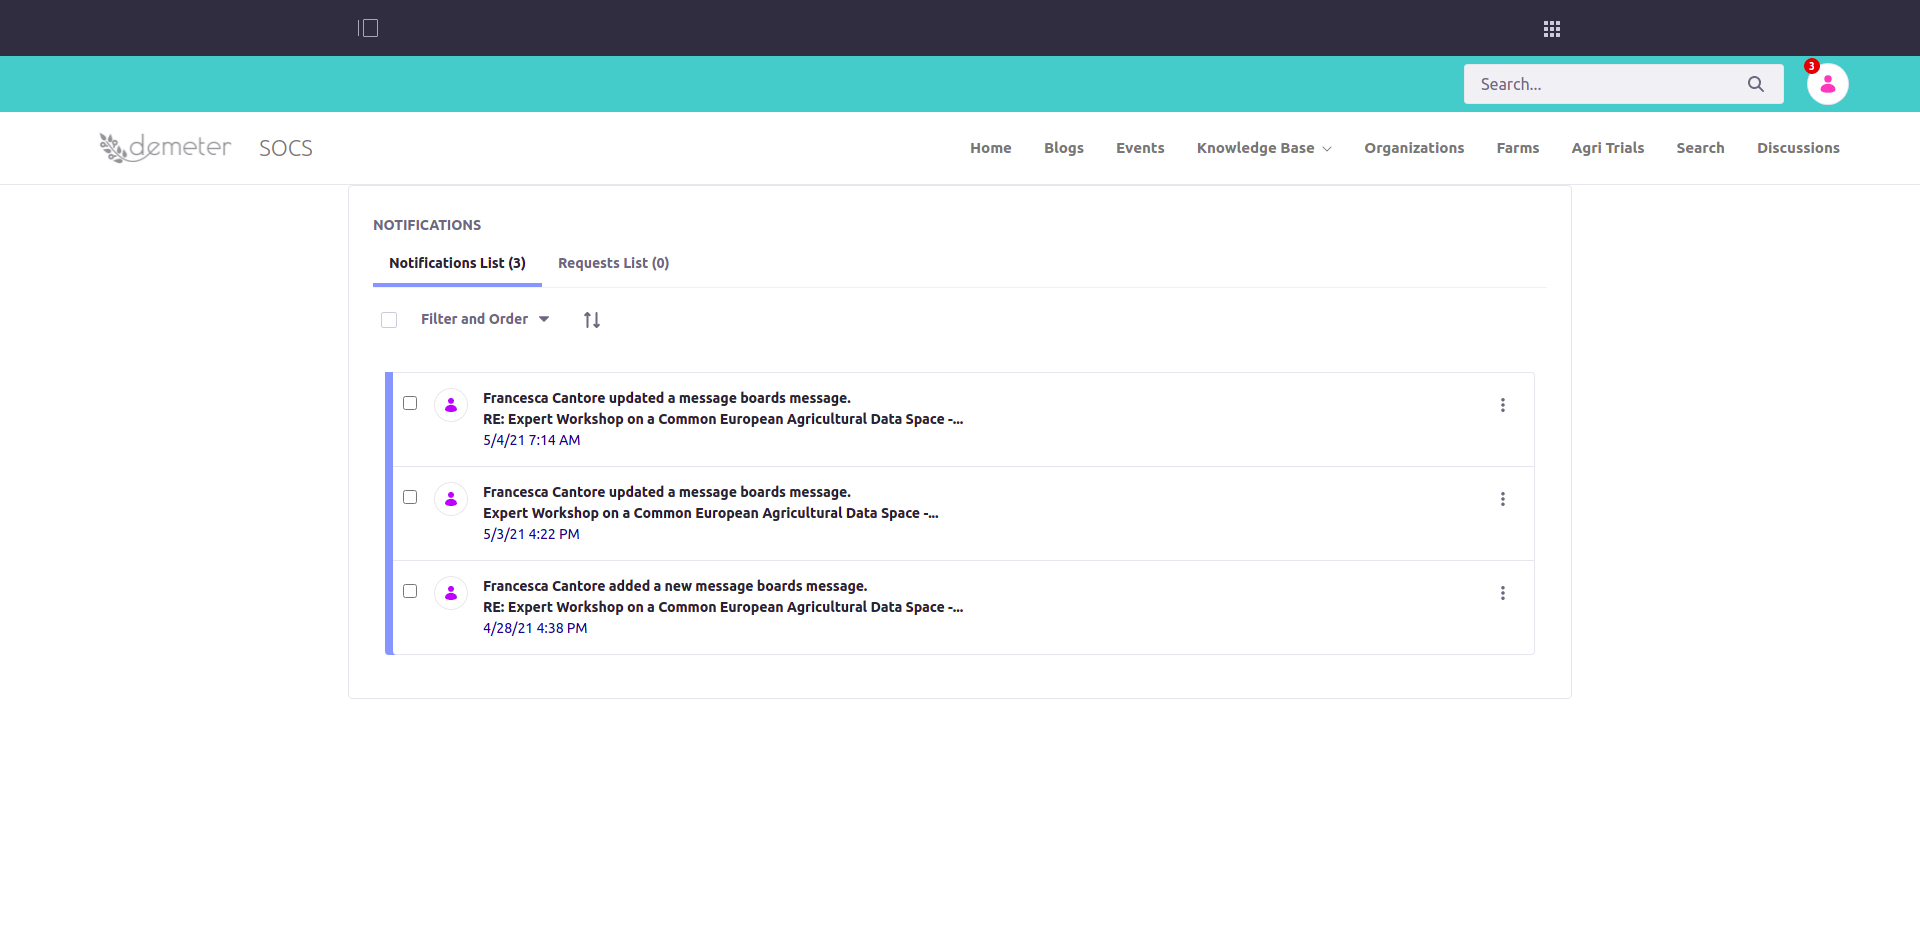 Search...
3
demeter SOCS
Home Blogs Events Knowledge Base Organizations Farms Agri Trials Search Discussions
NOTIFICATIONS
Notifications List (3) Requests List (0)
Filter and Order
Francesca Cantore updated a message boards message.
RE: Expert Workshop on a Common European Agricultural Data Space -...
5/4/21 7:14 AM
Francesca Cantore updated a message boards message.
Expert Workshop on a Common European Agricultural Data Space -...
5/3/21 4:22 PM
Francesca Cantore added a new message boards message.
RE: Expert Workshop on a Common European Agricultural Data Space -...
4/28/21 4:38 PM